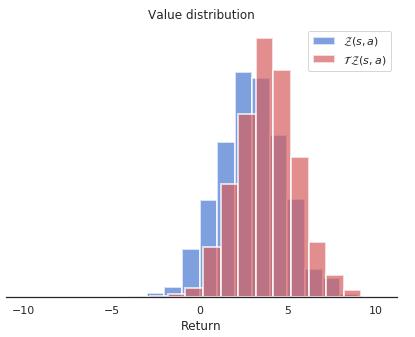 Value distribution
𝒵(s, a)
𝒯𝒵(s, a)
−10 −5 0 5 10
Return